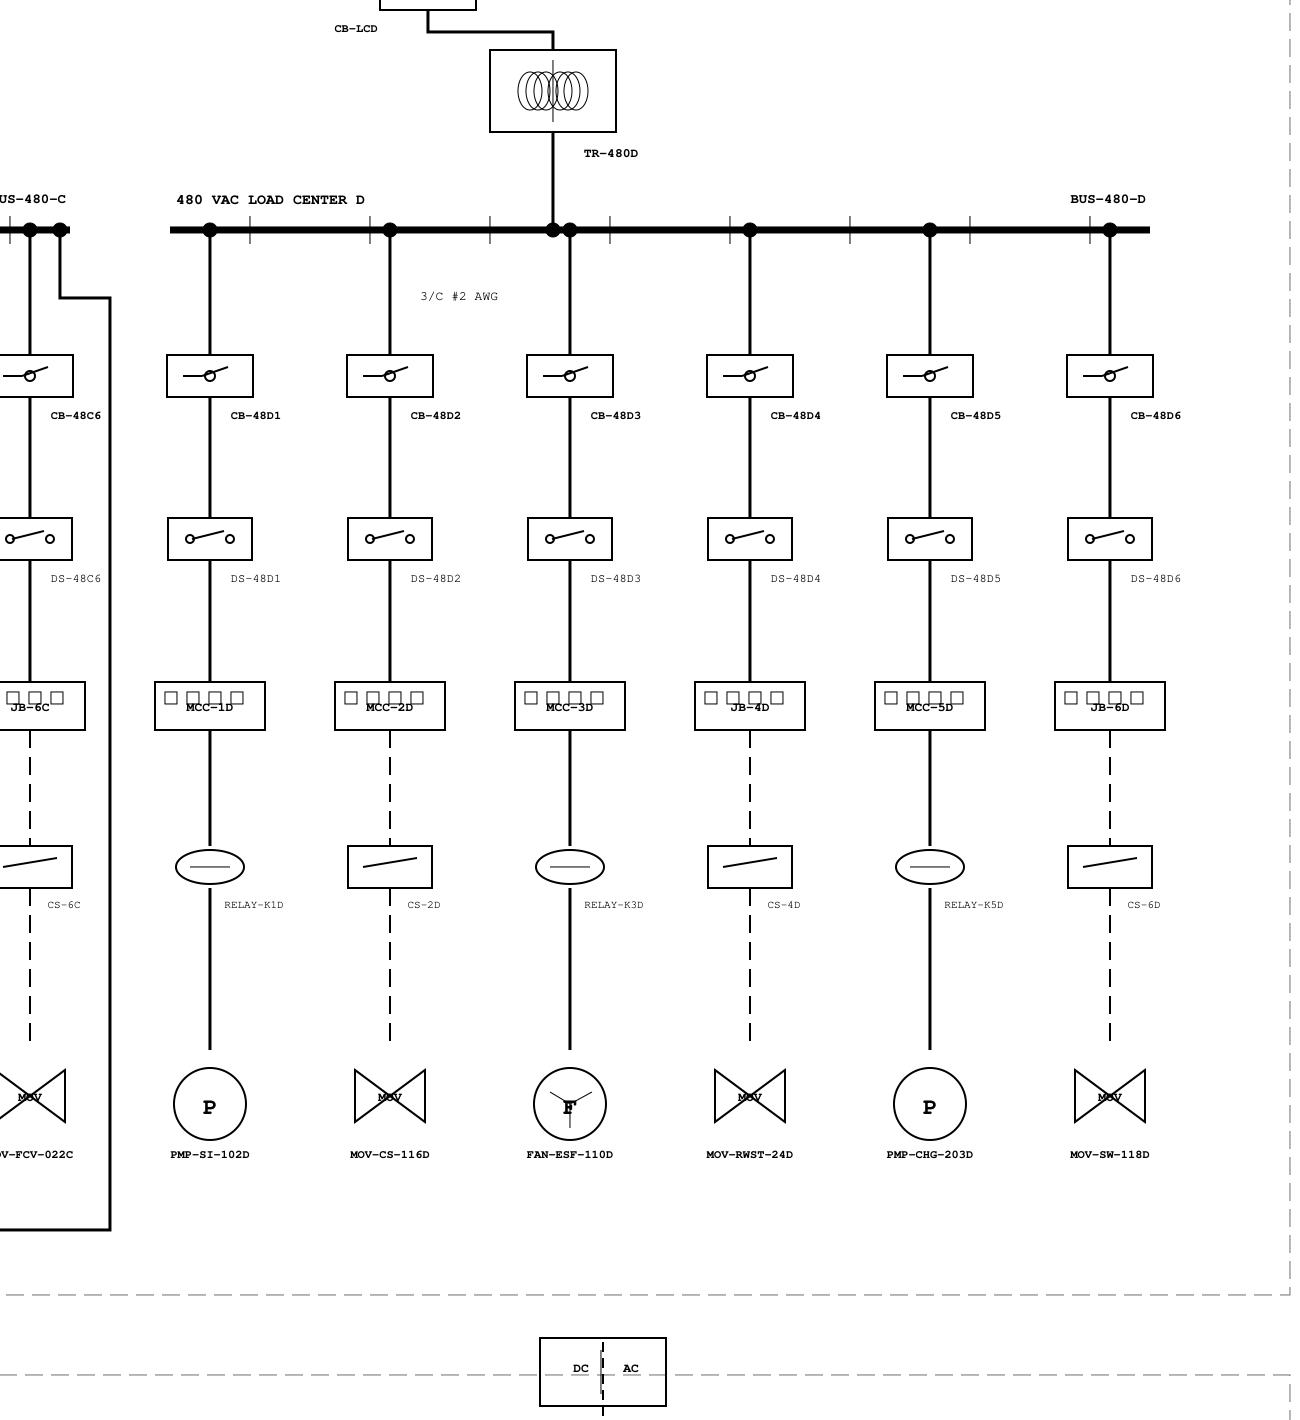 CB-LCD
TR-480D
US-480-C
480 VAC LOAD CENTER D
BUS-480-D
3/C #2 AWG
CB-48C6
CB-48D1
CB-48D2
CB-48D3
CB-48D4
CB-48D5
CB-48D6
DS-48C6
DS-48D1
DS-48D2
DS-48D3
DS-48D4
DS-48D5
DS-48D6
JB-6C
MCC-1D
MCC-2D
MCC-3D
JB-4D
MCC-5D
JB-6D
CS-6C
RELAY-K1D
CS-2D
RELAY-K3D
CS-4D
RELAY-K5D
CS-6D
MOV
P
MOV
F
MOV
P
MOV
OV-FCV-022C
PMP-SI-102D
MOV-CS-116D
FAN-ESF-110D
MOV-RWST-24D
PMP-CHG-203D
MOV-SW-118D
DC
AC